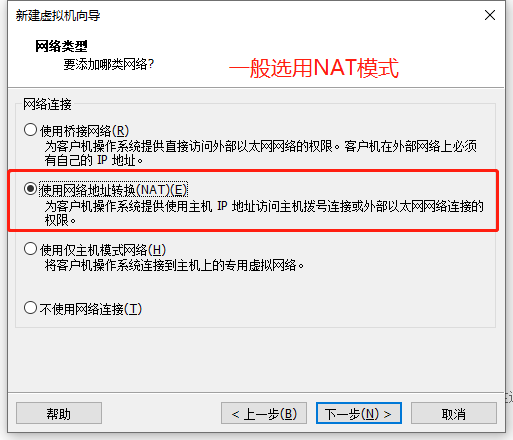 新建虚拟机向导
网络类型
要添加哪类网络?
一般选用NAT模式
网络连接
使用桥接网络(R)
为客户机操作系统提供直接访问外部以太网网络的权限。客户机在外部网络上必须
有自己的 IP 地址。
使用网络地址转换(NAT)(E)
为客户机操作系统提供使用主机 IP 地址访问主机拨号连接或外部以太网网络连接的
权限。
使用仅主机模式网络(H)
将客户机操作系统连接到主机上的专用虚拟网络。
不使用网络连接(T)
帮助
< 上一步(B)
下一步(N) >
取消